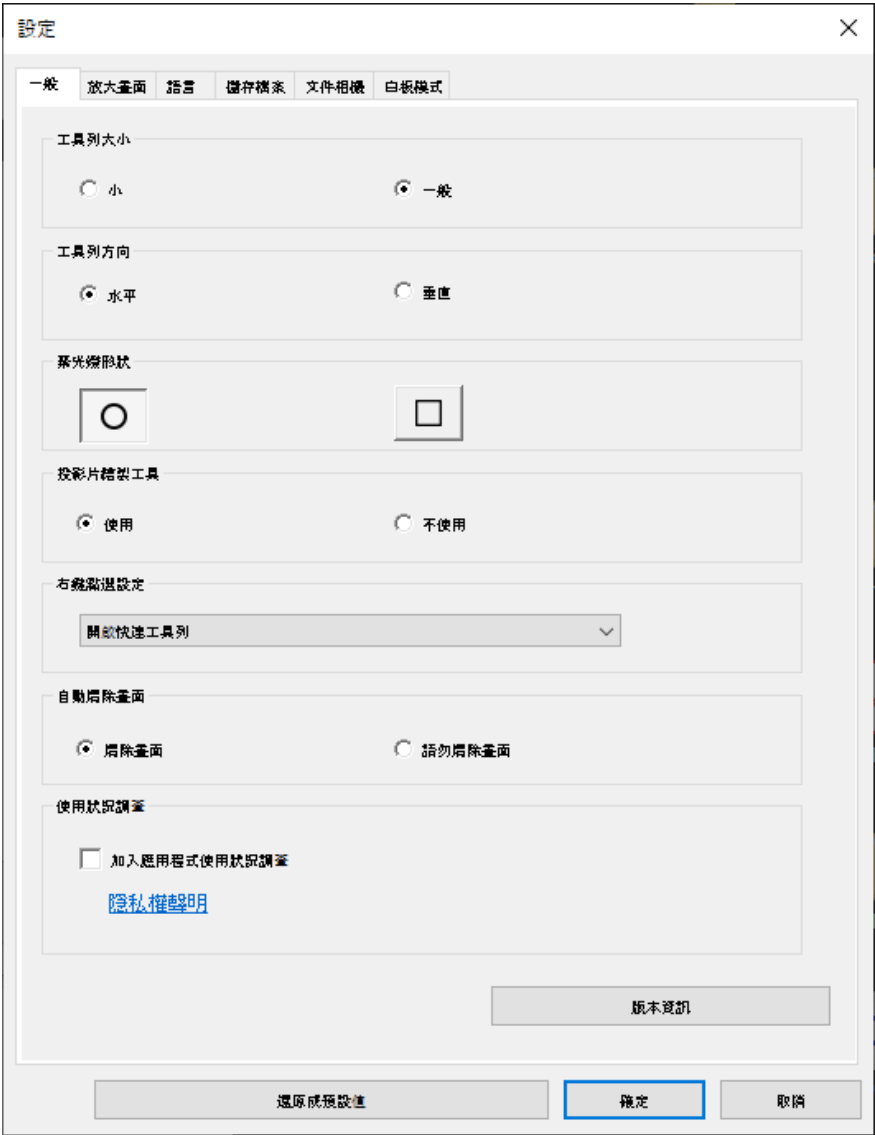 設定
一般 放大畫面 語言 儲存檔案 文件相機 白板模式
工具列大小
小 一般
工具列方向
水平 垂直
聚光燈形狀
投影片繪製工具
使用 不使用
右鍵點選設定
開啟快速工具列
自動清除畫面
清除畫面 請勿清除畫面
使用狀況調查
加入應用程式使用狀況調查
隱私權聲明
版本資訊
還原成預設值 確定 取消